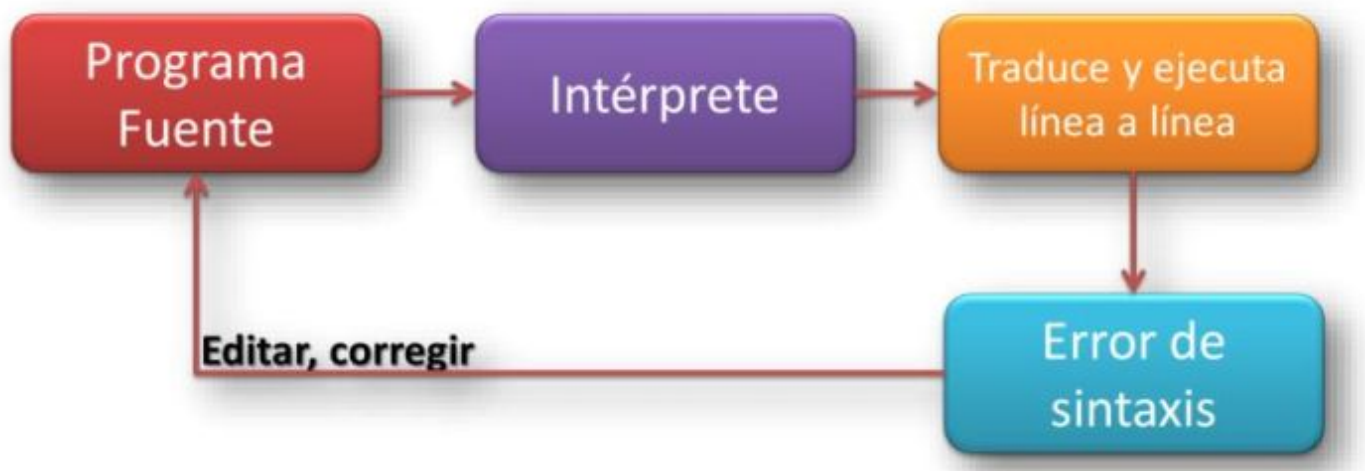 Programa
Fuente
Intérprete
Traduce y ejecuta
línea a línea
Editar, corregir
Error de
sintaxis